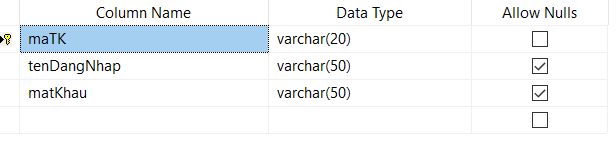 Column Name Data Type Allow Nulls
maTK varchar(20)
tenDangNhap varchar(50)
matKhau varchar(50)